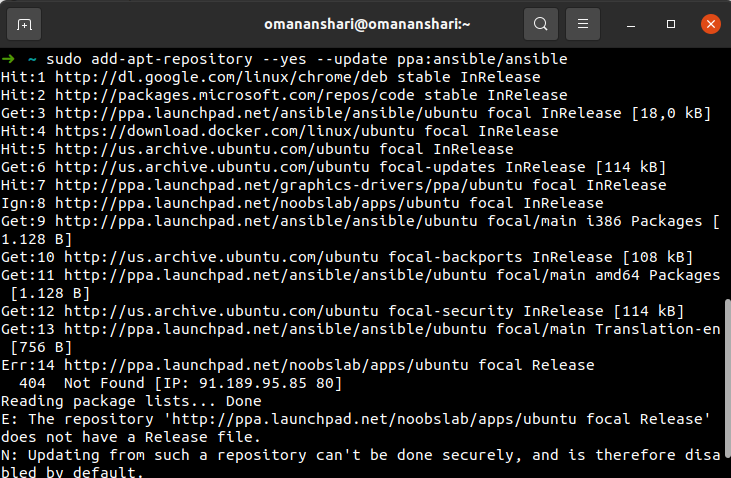 omananshari@omananshari:~
➜ ~ sudo add-apt-repository --yes --update ppa:ansible/ansible
Hit:1 http://dl.google.com/linux/chrome/deb stable InRelease
Hit:2 http://packages.microsoft.com/repos/code stable InRelease
Get:3 http://ppa.launchpad.net/ansible/ansible/ubuntu focal InRelease [18,0 kB]
Hit:4 https://download.docker.com/linux/ubuntu focal InRelease
Hit:5 http://us.archive.ubuntu.com/ubuntu focal InRelease
Get:6 http://us.archive.ubuntu.com/ubuntu focal-updates InRelease [114 kB]
Hit:7 http://ppa.launchpad.net/graphics-drivers/ppa/ubuntu focal InRelease
Ign:8 http://ppa.launchpad.net/noobslab/apps/ubuntu focal InRelease
Get:9 http://ppa.launchpad.net/ansible/ansible/ubuntu focal/main i386 Packages [
1.128 B]
Get:10 http://us.archive.ubuntu.com/ubuntu focal-backports InRelease [108 kB]
Get:11 http://ppa.launchpad.net/ansible/ansible/ubuntu focal/main amd64 Packages
[1.128 B]
Get:12 http://us.archive.ubuntu.com/ubuntu focal-security InRelease [114 kB]
Get:13 http://ppa.launchpad.net/ansible/ansible/ubuntu focal/main Translation-en
[756 B]
Err:14 http://ppa.launchpad.net/noobslab/apps/ubuntu focal Release
404  Not Found [IP: 91.189.95.85 80]
Reading package lists... Done
E: The repository 'http://ppa.launchpad.net/noobslab/apps/ubuntu focal Release'
does not have a Release file.
N: Updating from such a repository can't be done securely, and is therefore disa
bled by default.